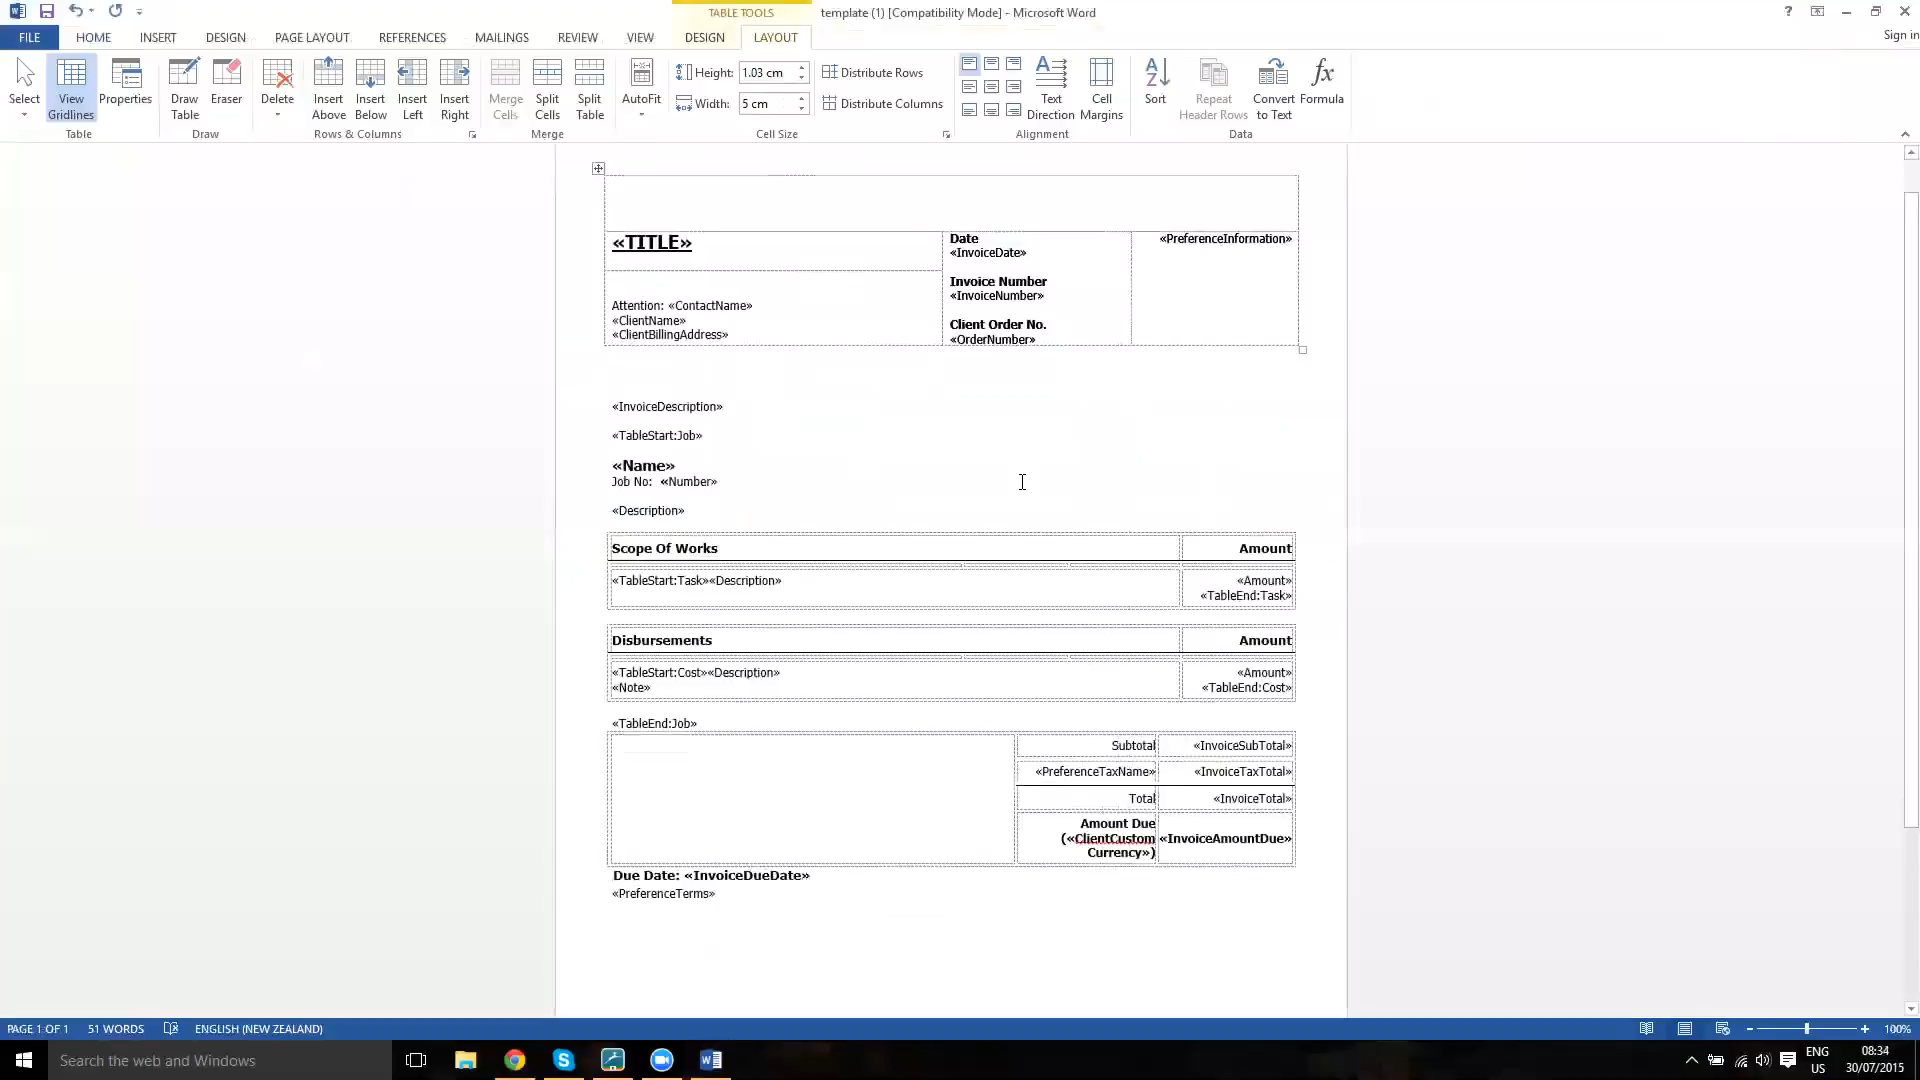 TABLE TOOLS
template (1) [Compatibility Mode] - Microsoft Word
?
FILE
HOME
INSERT
DESIGN
PAGE LAYOUT
REFERENCES
MAILINGS
REVIEW
VIEW
DESIGN
LAYOUT
Sign in
Select
View Gridlines
Properties
Draw Table
Eraser
Delete
Insert Above
Insert Below
Insert Left
Insert Right
Merge Cells
Split Cells
Split Table
AutoFit
Height: 1.03 cm
Width: 5 cm
Distribute Rows
Distribute Columns
Text Direction
Cell Margins
Sort
Repeat Header Rows
Convert to Text
Formula
Table
Draw
Rows & Columns
Merge
Cell Size
Alignment
Data
«TITLE»
Attention: «ContactName»
«ClientName»
«ClientBillingAddress»
Date
«InvoiceDate»
Invoice Number
«InvoiceNumber»
Client Order No.
«OrderNumber»
«PreferenceInformation»
«InvoiceDescription»
«TableStart:Job»
«Name»
Job No: «Number»
«Description»
Scope Of Works Amount
«TableStart:Task»«Description» «Amount»
«TableEnd:Task»
Disbursements Amount
«TableStart:Cost»«Description» «Amount»
«Note» «TableEnd:Cost»
«TableEnd:Job»
Subtotal «InvoiceSubTotal»
«PreferenceTaxName» «InvoiceTaxTotal»
Total «InvoiceTotal»
Amount Due
(«ClientCustom «InvoiceAmountDue»
Currency»)
Due Date: «InvoiceDueDate»
«PreferenceTerms»
PAGE 1 OF 1 51 WORDS ENGLISH (NEW ZEALAND) 100%
Search the web and Windows
ENG
US
08:34
30/07/2015